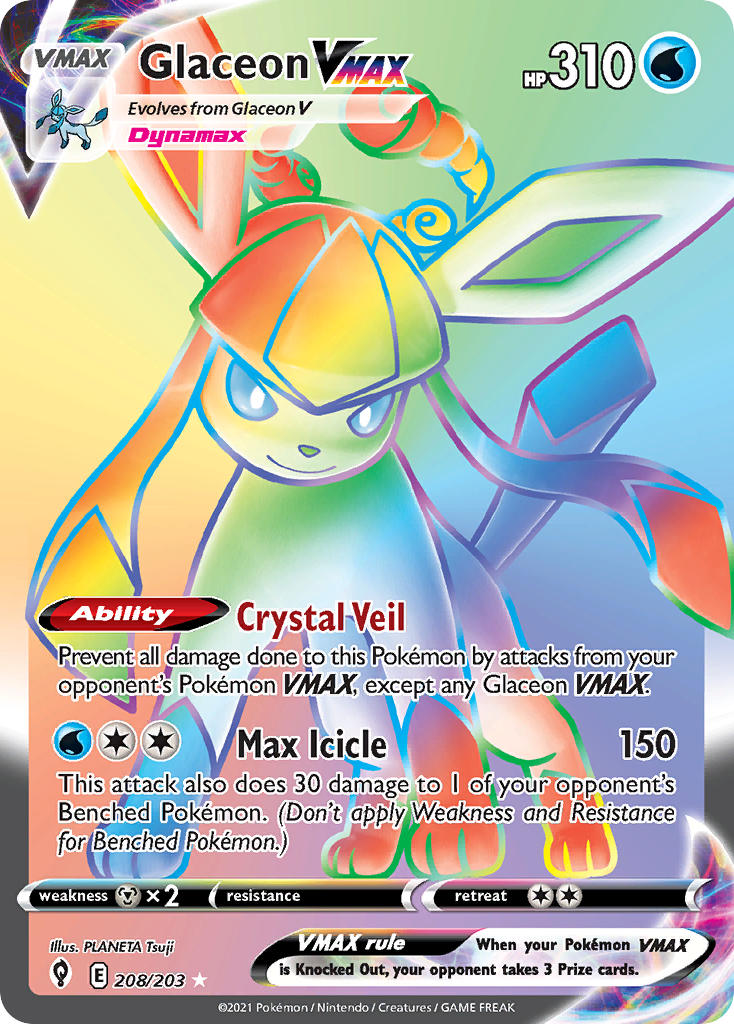 VMAX
Glaceon VMAX
HP 310
Evolves from Glaceon V
Dynamax
Ability Crystal Veil
Prevent all damage done to this Pokémon by attacks from your
opponent's Pokémon VMAX, except any Glaceon VMAX.
Max Icicle 150
This attack also does 30 damage to 1 of your opponent's
Benched Pokémon. (Don't apply Weakness and Resistance
for Benched Pokémon.)
weakness ×2 resistance retreat
Illus. PLANETA Tsuji
VMAX rule When your Pokémon VMAX
is Knocked Out, your opponent takes 3 Prize cards.
E 208/203
©2021 Pokémon / Nintendo / Creatures / GAME FREAK